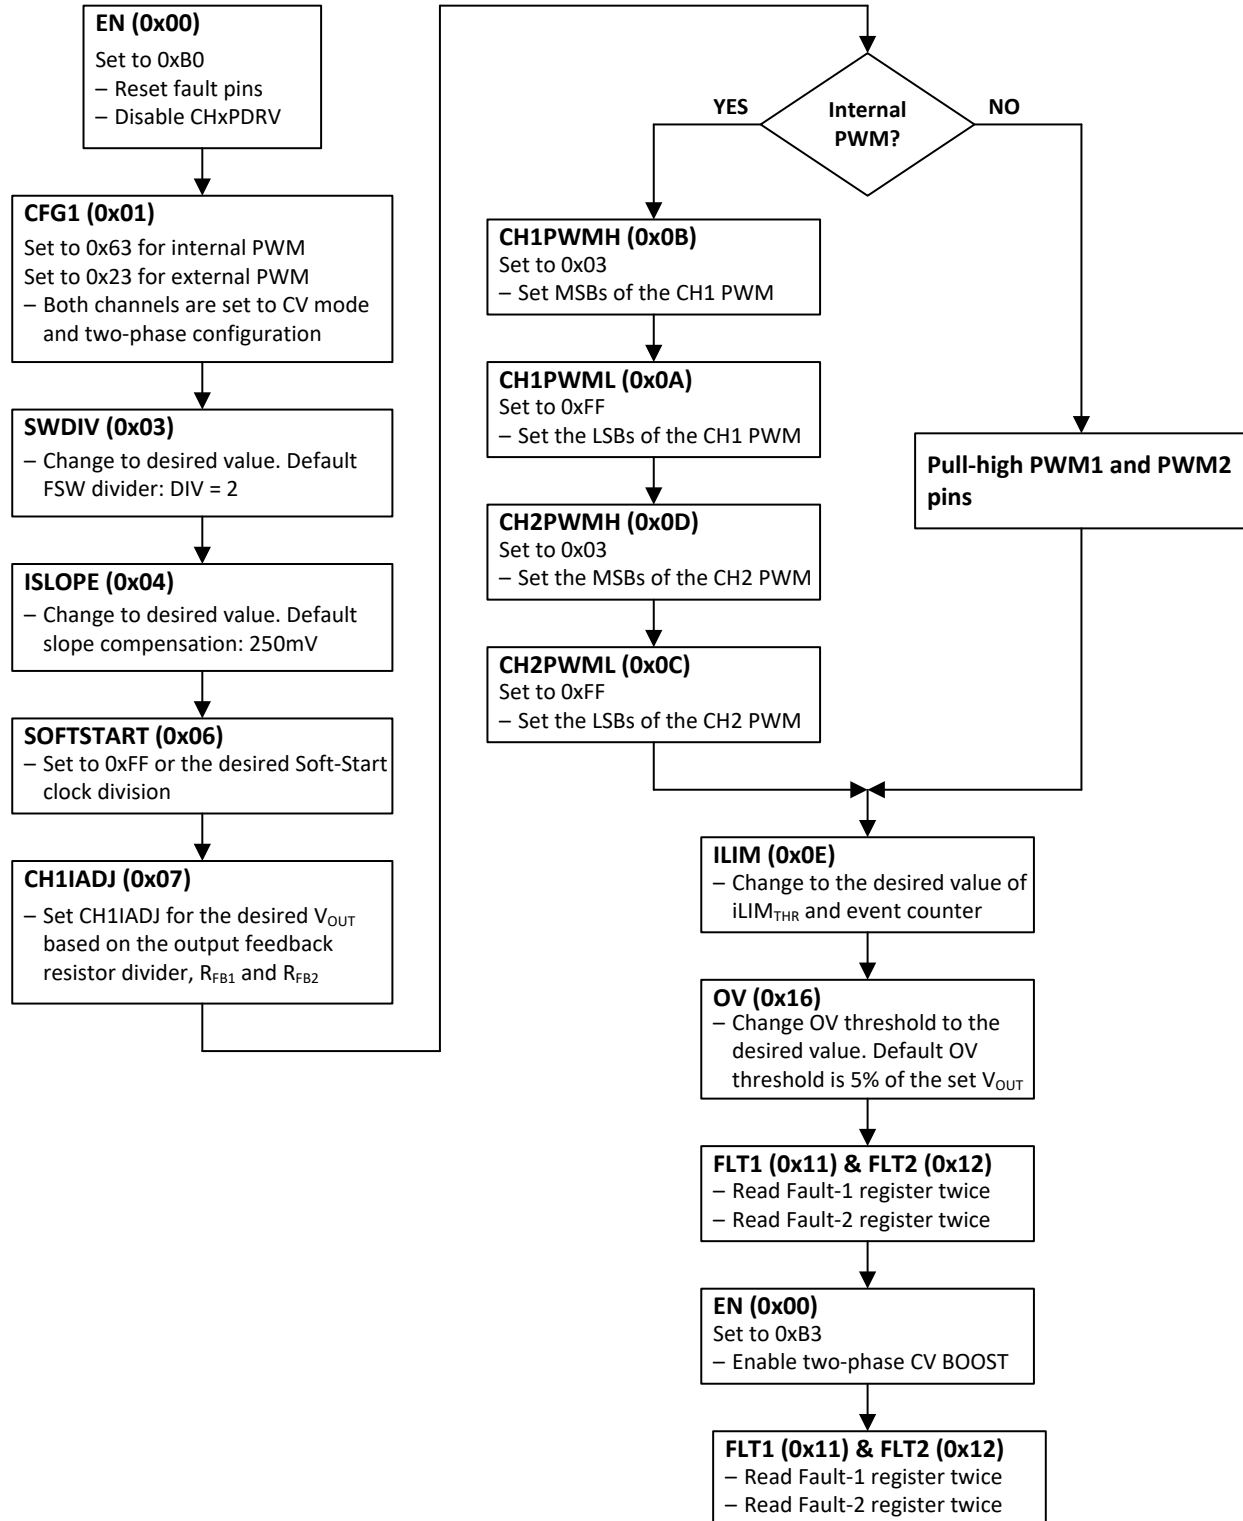 EN (0x00)
Set to 0xB0
– Reset fault pins
– Disable CHxPDRV
CFG1 (0x01)
Set to 0x63 for internal PWM
Set to 0x23 for external PWM
– Both channels are set to CV mode
and two-phase configuration
SWDIV (0x03)
– Change to desired value. Default
FSW divider: DIV = 2
ISLOPE (0x04)
– Change to desired value. Default
slope compensation: 250mV
SOFTSTART (0x06)
– Set to 0xFF or the desired Soft-Start
clock division
CH1IADJ (0x07)
– Set CH1IADJ for the desired VOUT
based on the output feedback
resistor divider, RFB1 and RFB2
Internal
PWM?
YES
NO
CH1PWMH (0x0B)
Set to 0x03
– Set MSBs of the CH1 PWM
CH1PWML (0x0A)
Set to 0xFF
– Set the LSBs of the CH1 PWM
CH2PWMH (0x0D)
Set to 0x03
– Set the MSBs of the CH2 PWM
CH2PWML (0x0C)
Set to 0xFF
– Set the LSBs of the CH2 PWM
Pull-high PWM1 and PWM2
pins
ILIM (0x0E)
– Change to the desired value of
iLIMTHR and event counter
OV (0x16)
– Change OV threshold to the
desired value. Default OV
threshold is 5% of the set VOUT
FLT1 (0x11) & FLT2 (0x12)
– Read Fault-1 register twice
– Read Fault-2 register twice
EN (0x00)
Set to 0xB3
– Enable two-phase CV BOOST
FLT1 (0x11) & FLT2 (0x12)
– Read Fault-1 register twice
– Read Fault-2 register twice